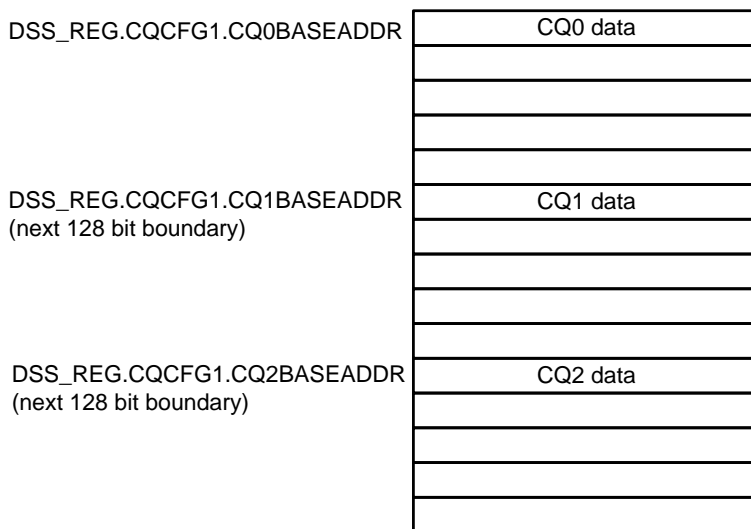 DSS_REG.CQCFG1.CQ0BASEADDR CQ0 data
DSS_REG.CQCFG1.CQ1BASEADDR CQ1 data
(next 128 bit boundary)
DSS_REG.CQCFG1.CQ2BASEADDR CQ2 data
(next 128 bit boundary)